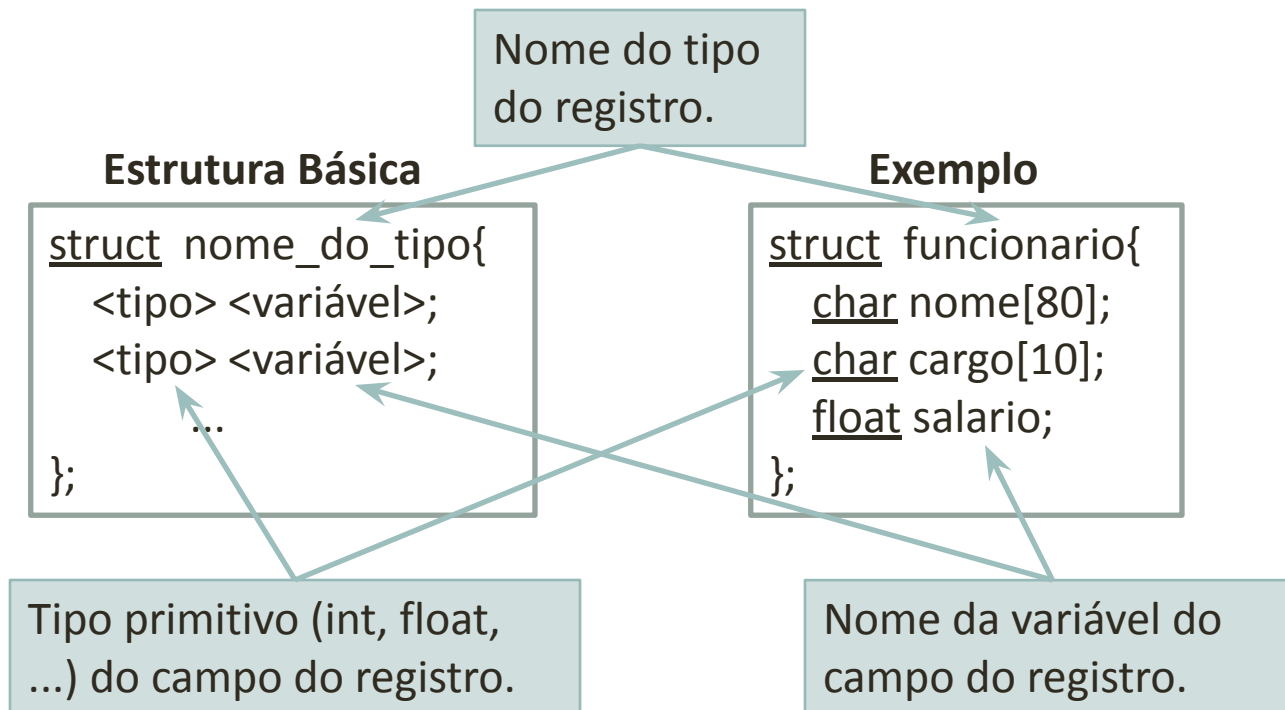 Nome do tipo
do registro.
Estrutura Básica
struct nome_do_tipo{
<tipo> <variável>;
<tipo> <variável>;
...
};
Exemplo
struct funcionario{
char nome[80];
char cargo[10];
float salario;
};
Tipo primitivo (int, float,
...) do campo do registro.
Nome da variável do
campo do registro.